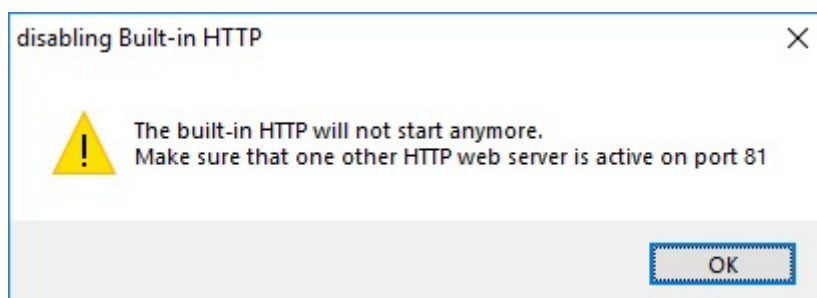 disabling Built-in HTTP
The built-in HTTP will not start anymore.
Make sure that one other HTTP web server is active on port 81
OK